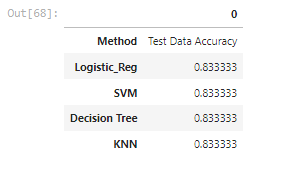 Out[68]:
0
Method Test Data Accuracy
Logistic_Reg 0.833333
SVM 0.833333
Decision Tree 0.833333
KNN 0.833333